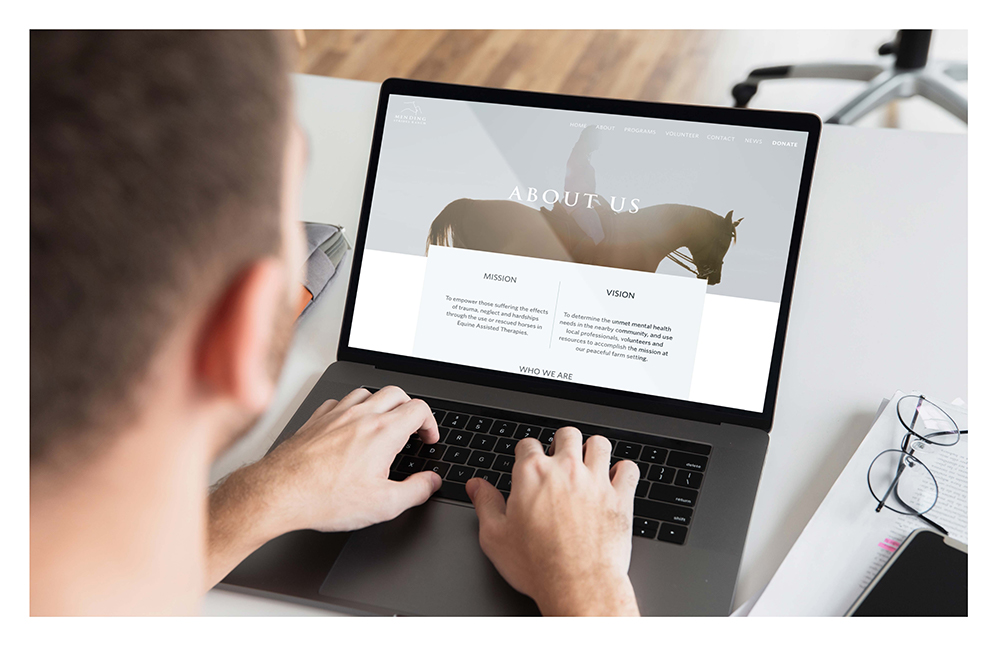 MENDING
HOME ABOUT PROGRAMS VOLUNTEER CONTACT NEWS DONATE
ABOUT US
MISSION
To empower those suffering the effects
of trauma, neglect and hardships
through the use or rescued horses in
Equine Assisted Therapies.
VISION
To determine the unmet mental health
needs in the nearby community, and use
local professionals, volunteers and
resources to accomplish the mission at
our peaceful farm setting.
WHO WE ARE
delete
return
shift